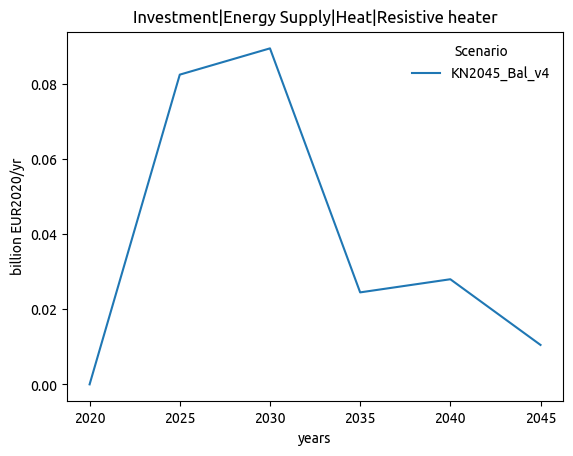 Investment|Energy Supply|Heat|Resistive heater
Scenario
KN2045_Bal_v4
billion EUR2020/yr
0.08
0.06
0.04
0.02
0.00
2020 2025 2030 2035 2040 2045
years